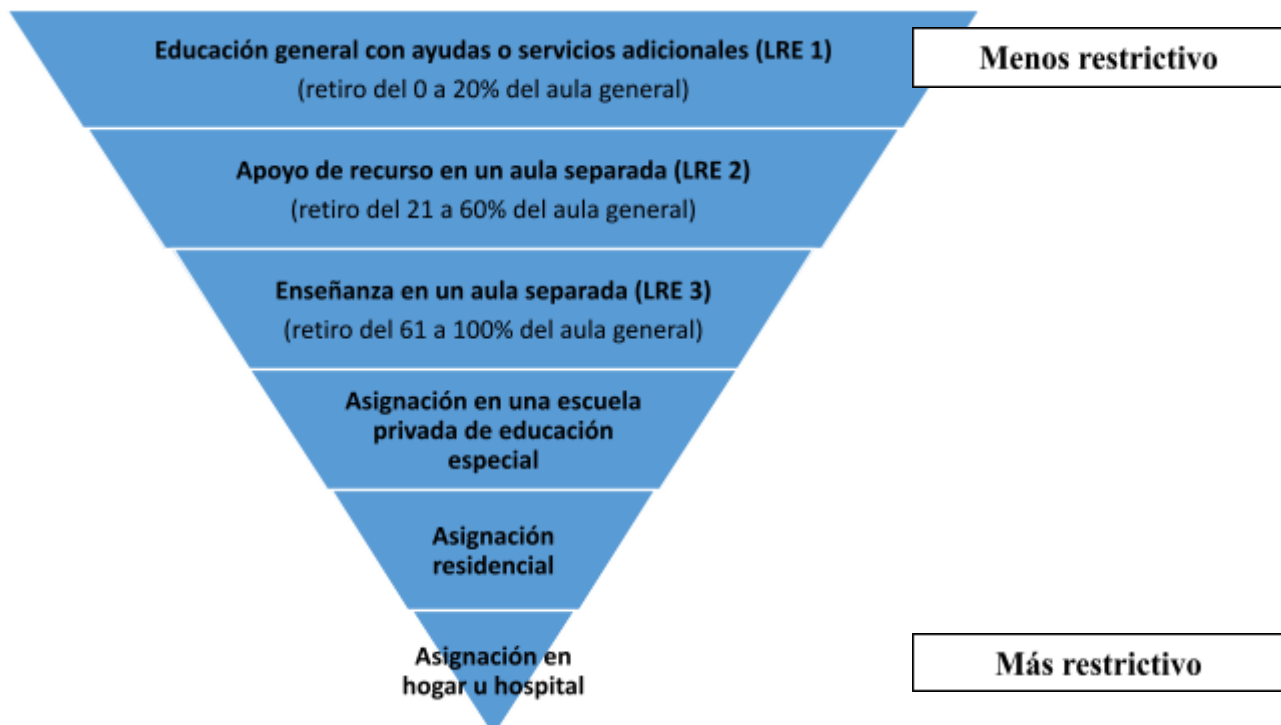 Educación general con ayudas o servicios adicionales (LRE 1)
(retiro del 0 a 20% del aula general)
Menos restrictivo
Apoyo de recurso en un aula separada (LRE 2)
(retiro del 21 a 60% del aula general)
Enseñanza en un aula separada (LRE 3)
(retiro del 61 a 100% del aula general)
Asignación en una escuela
privada de educación
especial
Asignación
residencial
Asignación en
hogar u hospital
Más restrictivo